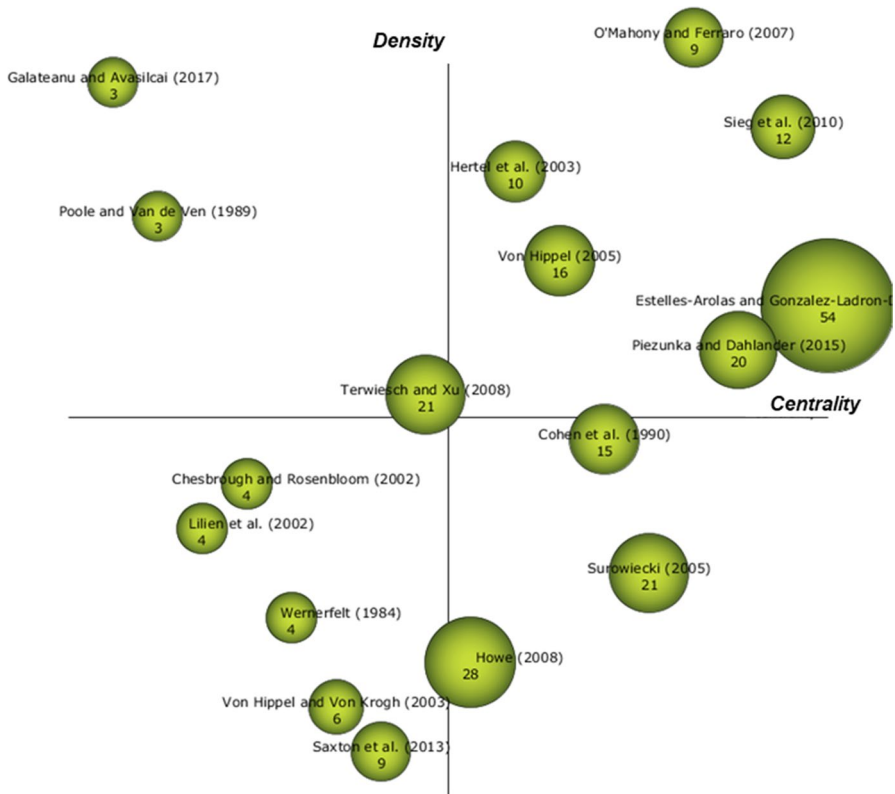 O'Mahony and Ferraro (2007)
9
Density
Galateanu and Avasilcai (2017)
3
Sieg et al. (2010)
12
Hertel et al. (2003)
10
Poole and Van de Ven (1989)
3
Von Hippel (2005)
16
Estelles-Arolas and Gonzalez-Ladron-D
54
Piezunka and Dahlander (2015)
20
Terwiesch and Xu (2008)
21
Centrality
Cohen et al. (1990)
15
Chesbrough and Rosenbloom (2002)
4
Lilien et al. (2002)
4
Surowiecki (2005)
21
Wernerfelt (1984)
4
Howe (2008)
28
Von Hippel and Von Krogh (2003)
6
Saxton et al. (2013)
9